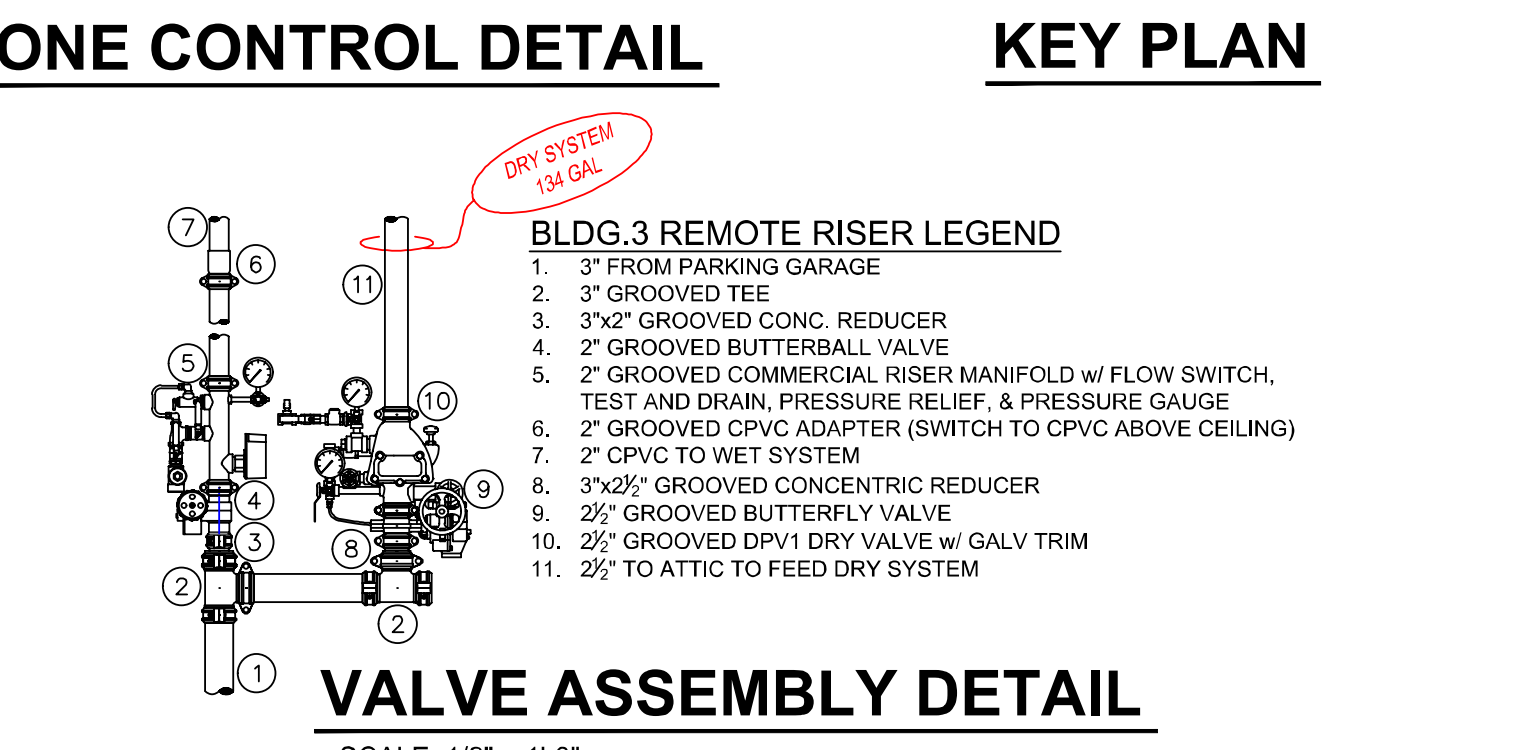 ONE CONTROL DETAIL
KEY PLAN
DRY SYSTEM
134 GAL
7
6
11
5
10
4
9
3
8
2
2
1
BLDG.3 REMOTE RISER LEGEND
1. 3" FROM PARKING GARAGE
2. 3" GROOVED TEE
3. 3"x2" GROOVED CONC. REDUCER
4. 2" GROOVED BUTTERBALL VALVE
5. 2" GROOVED COMMERCIAL RISER MANIFOLD w/ FLOW SWITCH,
TEST AND DRAIN, PRESSURE RELIEF, & PRESSURE GAUGE
6. 2" GROOVED CPVC ADAPTER (SWITCH TO CPVC ABOVE CEILING)
7. 2" CPVC TO WET SYSTEM
8. 3"x2½" GROOVED CONCENTRIC REDUCER
9. 2½" GROOVED BUTTERFLY VALVE
10. 2½" GROOVED DPV1 DRY VALVE w/ GALV TRIM
11. 2½" TO ATTIC TO FEED DRY SYSTEM
VALVE ASSEMBLY DETAIL